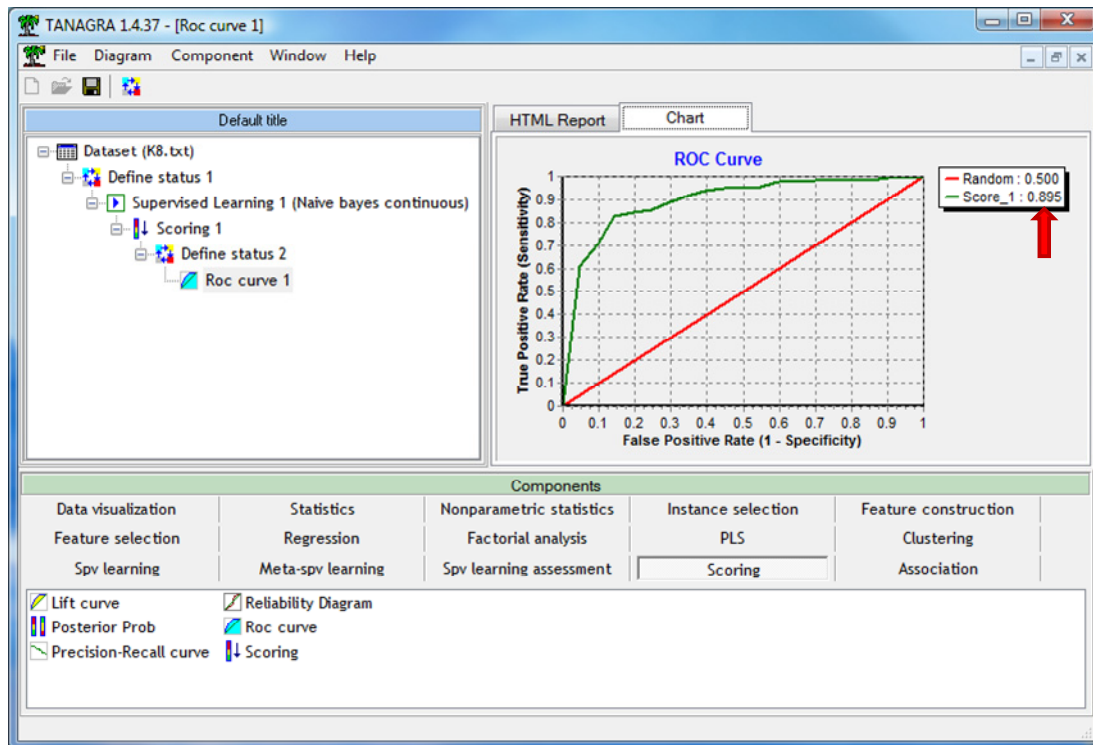 TANAGRA 1.4.37 - [Roc curve 1]
File Diagram Component Window Help
Default title
Dataset (K8.txt)
Define status 1
Supervised Learning 1 (Naive bayes continuous)
Scoring 1
Define status 2
Roc curve 1
HTML Report Chart
ROC Curve
Random : 0.500
Score_1 : 0.895
True Positive Rate (Sensitivity)
1
0.9
0.8
0.7
0.6
0.5
0.4
0.3
0.2
0.1
0
0 0.1 0.2 0.3 0.4 0.5 0.6 0.7 0.8 0.9 1
False Positive Rate (1 - Specificity)
Components
Data visualization Statistics Nonparametric statistics Instance selection Feature construction
Feature selection Regression Factorial analysis PLS Clustering
Spv learning Meta-spv learning Spv learning assessment Scoring Association
Lift curve Reliability Diagram
Posterior Prob Roc curve
Precision-Recall curve Scoring